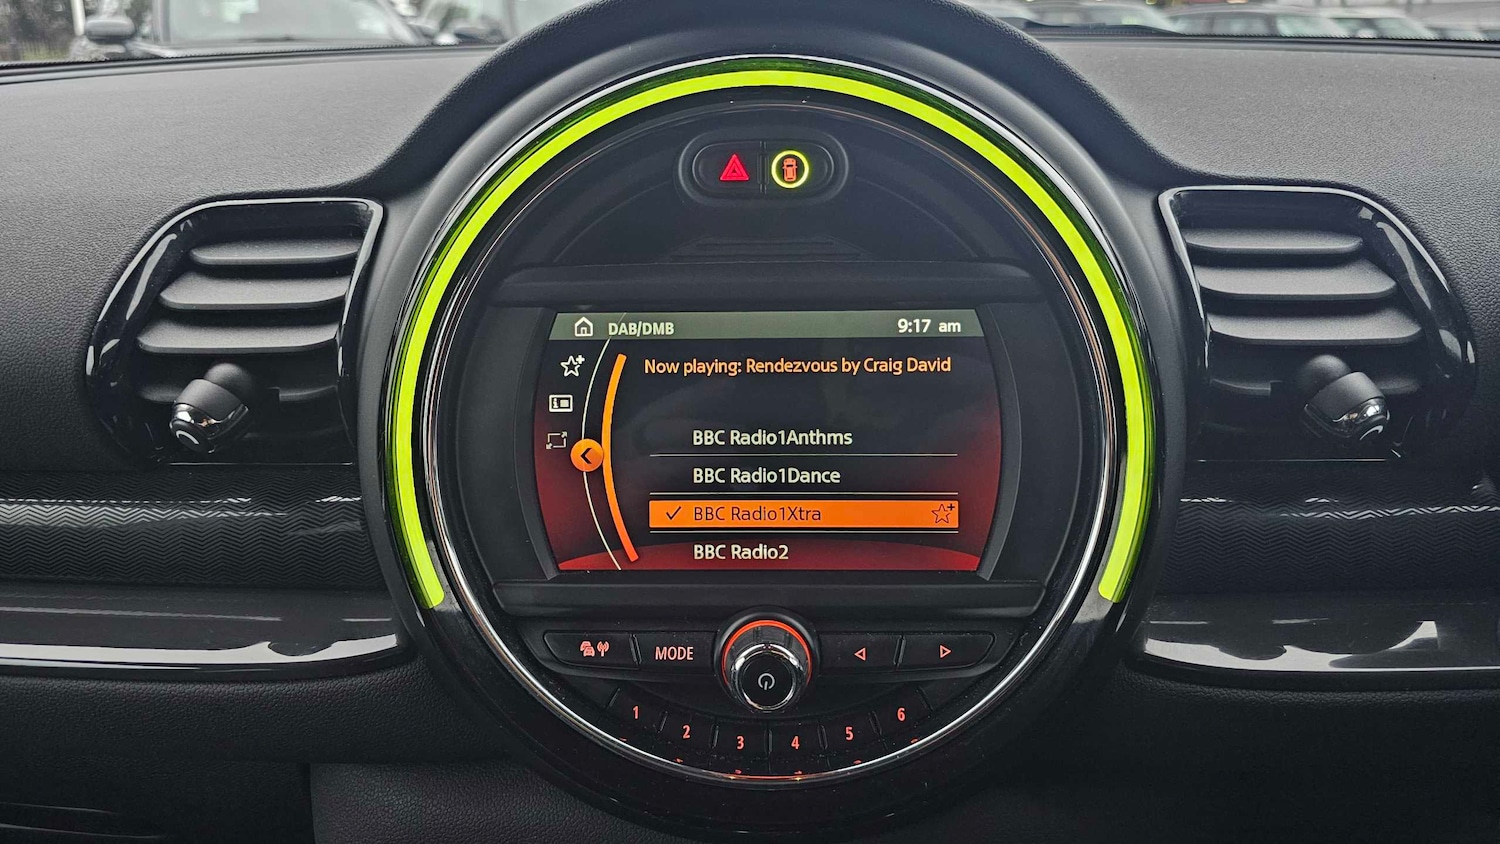 DAB/DMB 9:17 am
Now playing: Rendezvous by Craig David
BBC Radio1Anthms
BBC Radio1Dance
BBC Radio1Xtra
BBC Radio2
MODE
1 2 3 4 5 6